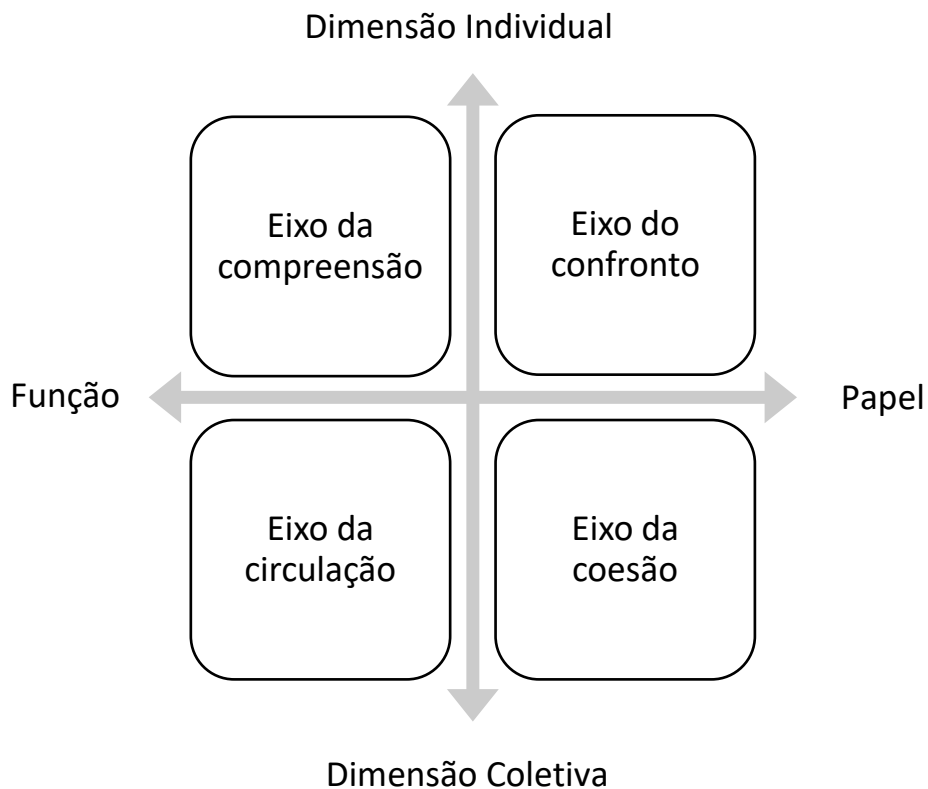 Dimensão Individual
Eixo da
compreensão
Eixo do
confronto
Função
Papel
Eixo da
circulação
Eixo da
coesão
Dimensão Coletiva